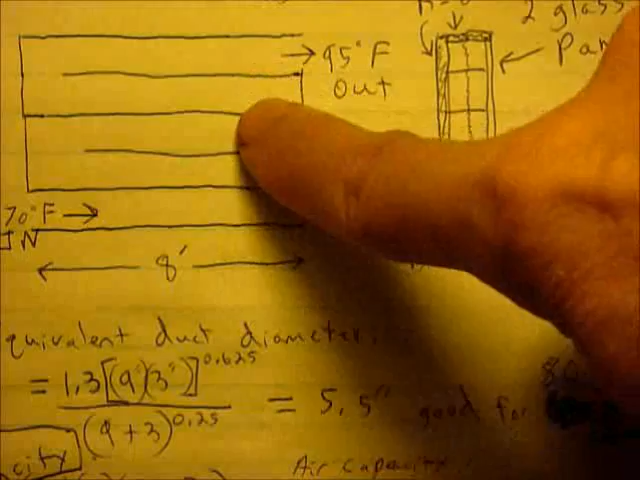 2 glass
Pan
→ 95°F
out
70°F →
IN
8'
quivalent duct diameter.
= 1.3[(9")(3")]^0.625 / (9+3)^0.25 = 5.5" good for
city
Air capacity